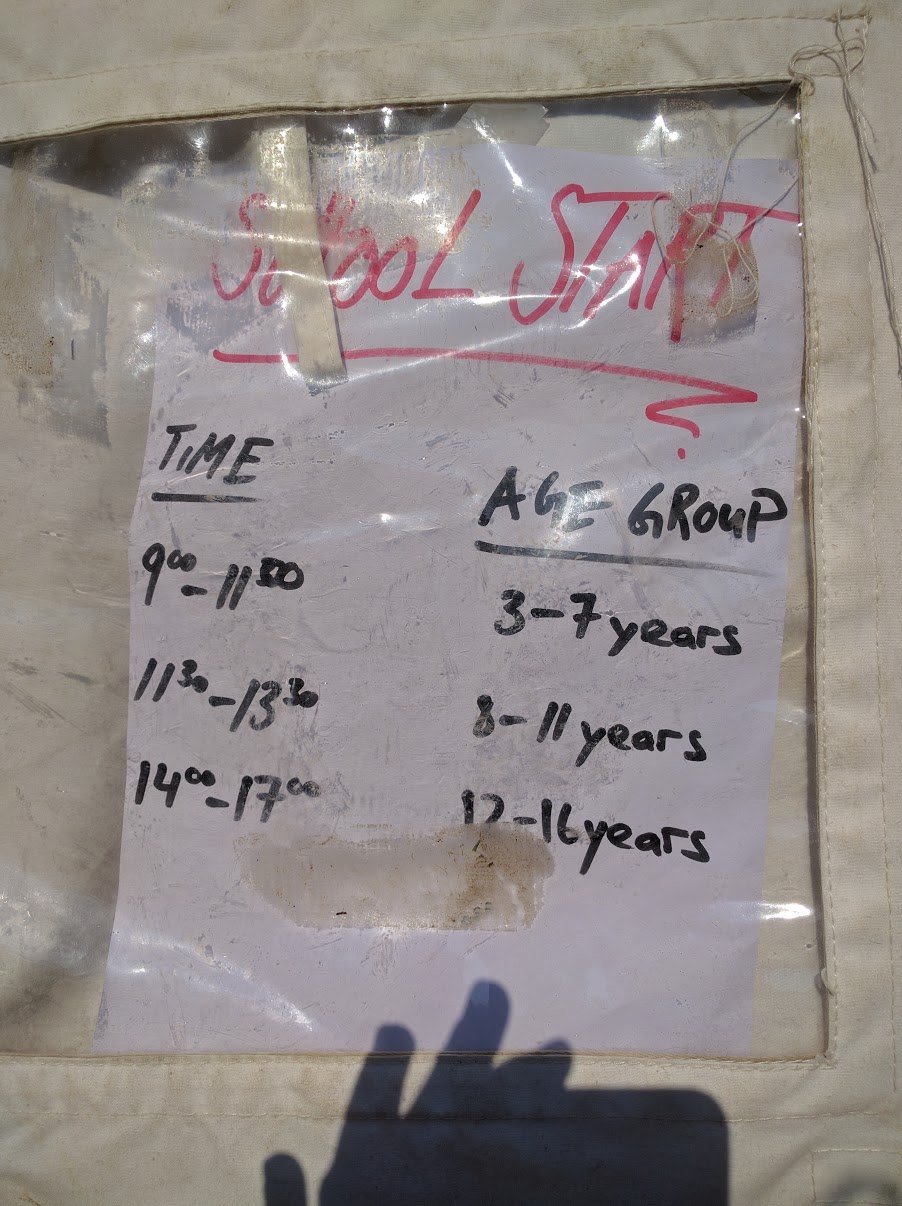 SCHOOL START
TIME AGE GROUP
9⁰⁰-11⁰⁰ 3-7 years
11³⁰-13³⁰ 8-11 years
14⁰⁰-17⁰⁰ 12-16 years